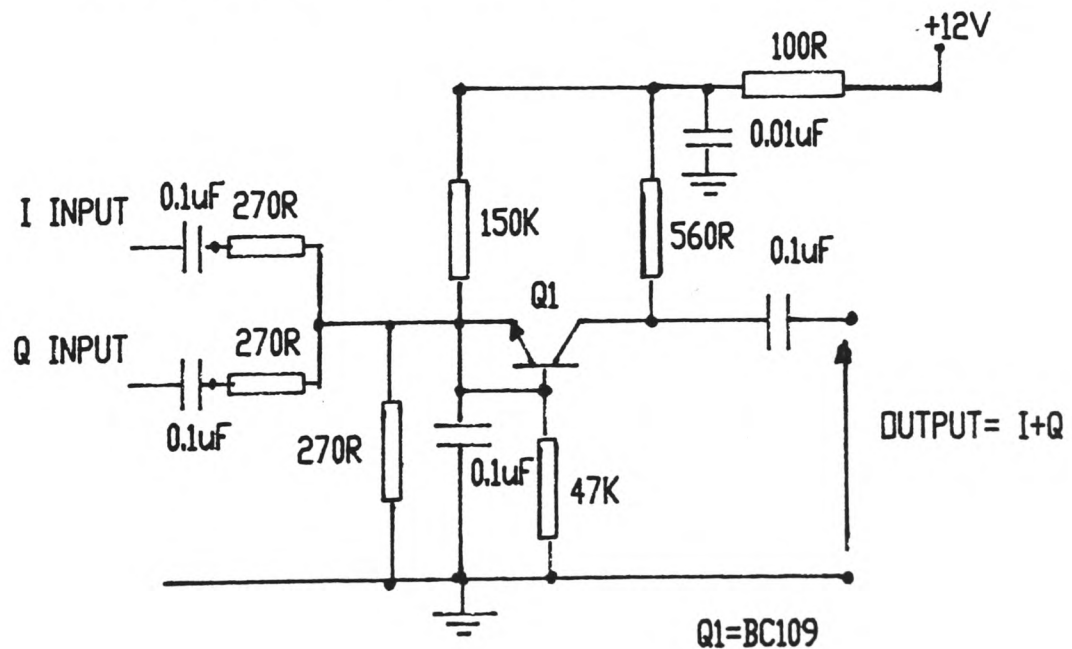 +12V
100R
0.01uF
I INPUT
0.1uF
270R
150K
560R
0.1uF
Q1
Q INPUT
270R
0.1uF
270R
0.1uF
47K
OUTPUT= I+Q
Q1=BC109